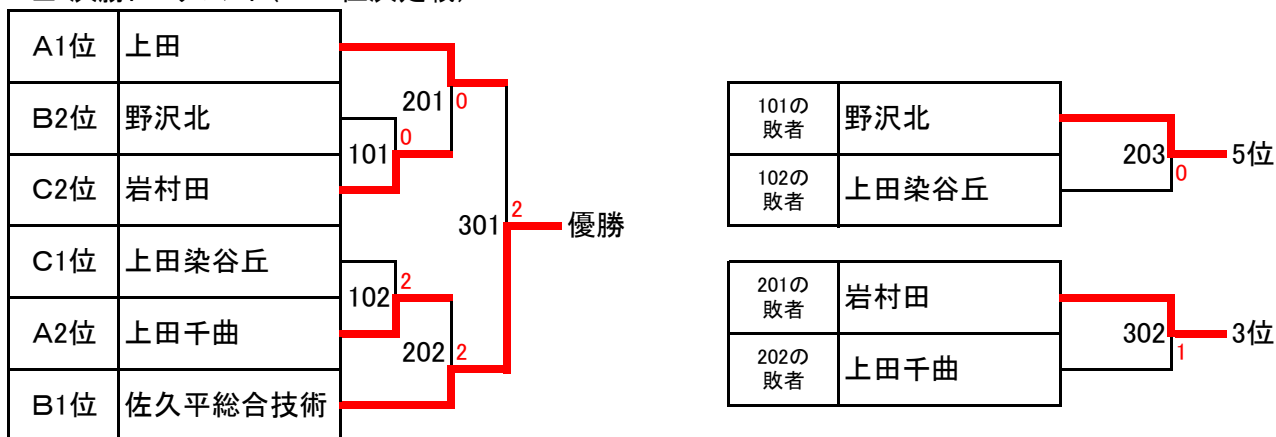 A1位 上田
B2位 野沢北
C2位 岩村田
C1位 上田染谷丘
A2位 上田千曲
B1位 佐久平総合技術
201 0
101 0
301 2 優勝
102 2
202 2
101の敗者 野沢北
102の敗者 上田染谷丘
203 0 5位
201の敗者 岩村田
202の敗者 上田千曲
302 1 3位